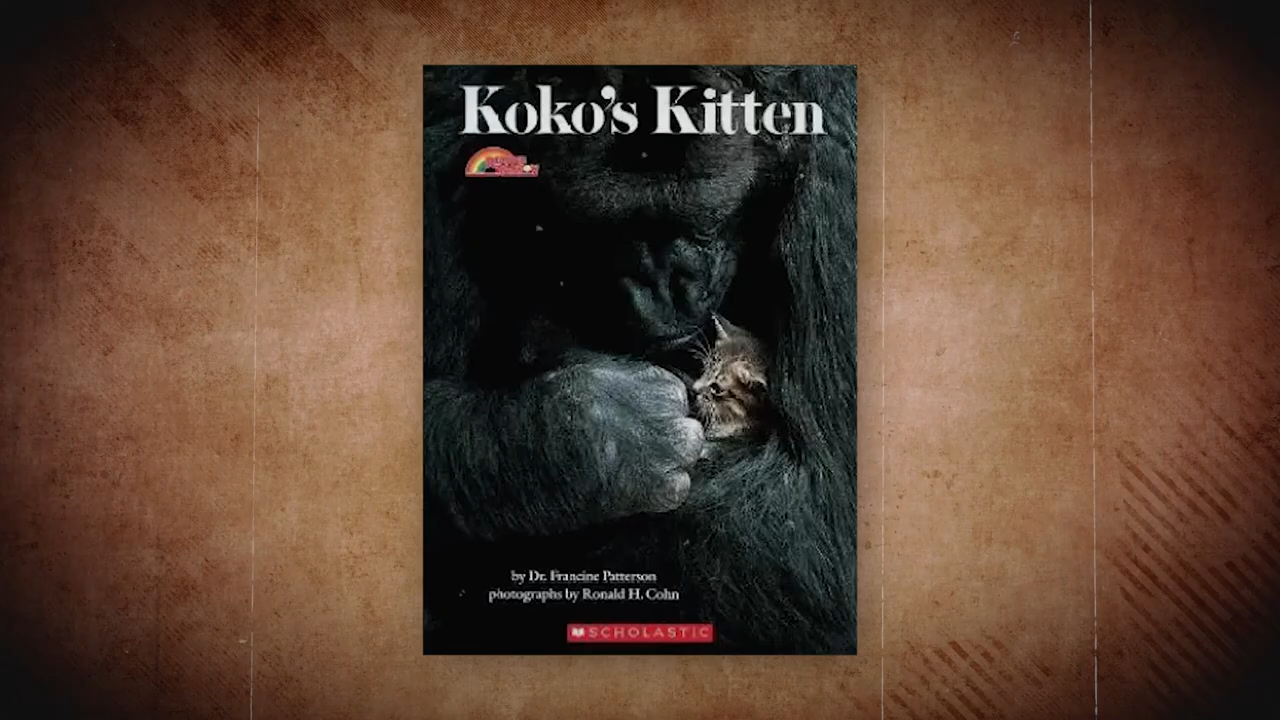 Koko's Kitten
by Dr. Francine Patterson
photographs by Ronald H. Cohn
SCHOLASTIC